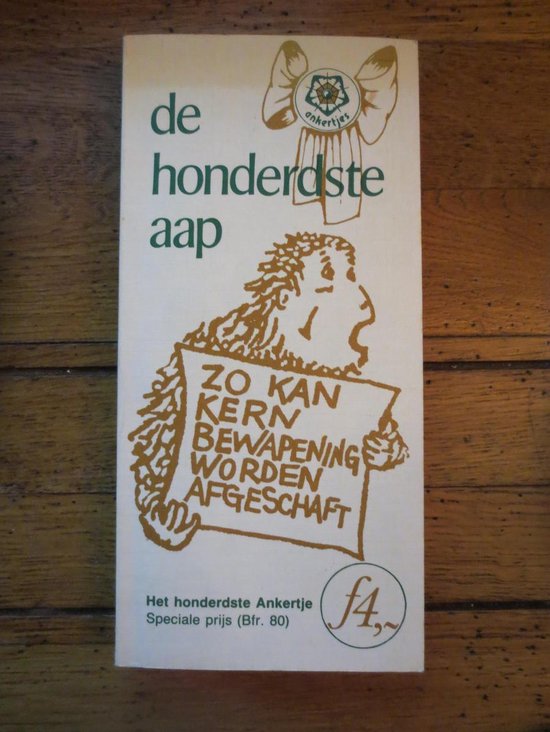 ankertjes
de
honderdste
aap
ZO KAN
KERN
BEWAPENING
WORDEN
AFGESCHAFT
Het honderdste Ankertje
Speciale prijs (Bfr. 80)
f4,~